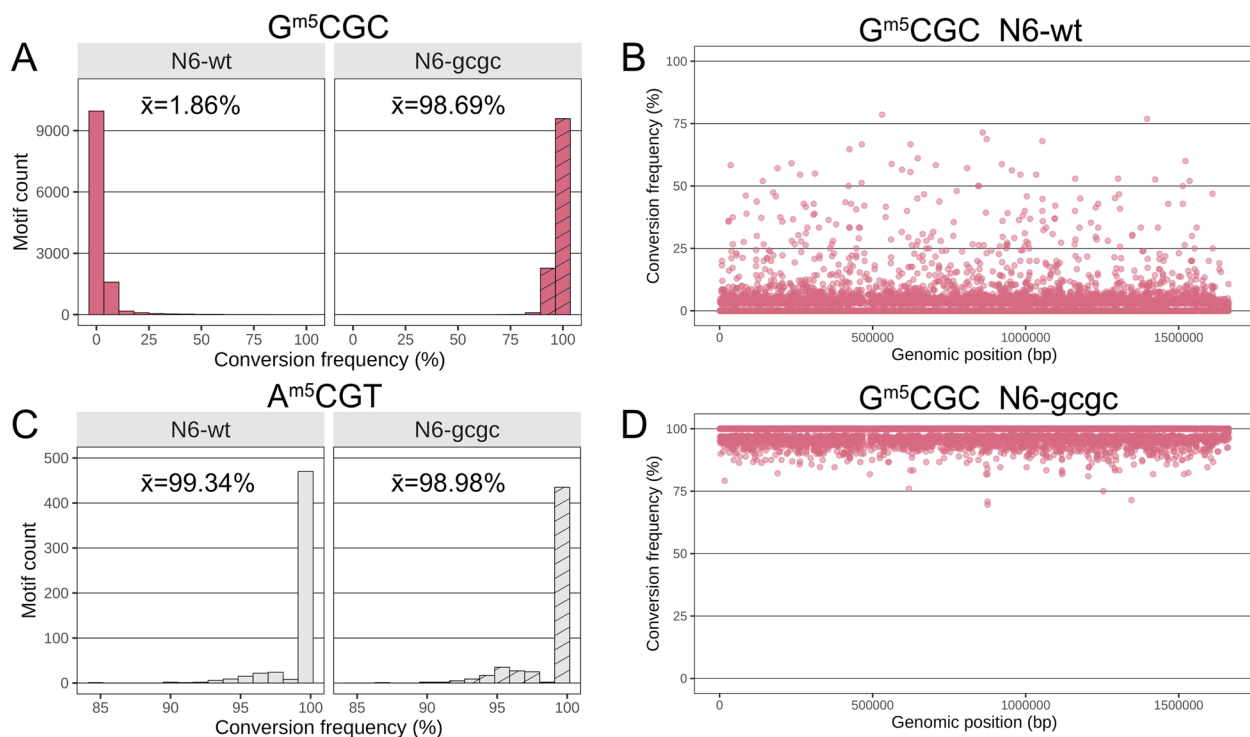 A
G^m5CGC
N6-wt
N6-gcgc
x̄=1.86%
x̄=98.69%
Motif count
9000
6000
3000
0
0 25 50 75 100
0 25 50 75 100
Conversion frequency (%)
B
G^m5CGC N6-wt
Conversion frequency (%)
100
75
50
25
0
0 500000 1000000 1500000
Genomic position (bp)
C
A^m5CGT
N6-wt
N6-gcgc
x̄=99.34%
x̄=98.98%
Motif count
500
400
300
200
100
0
85 90 95 100
85 90 95 100
Conversion frequency (%)
D
G^m5CGC N6-gcgc
Conversion frequency (%)
100
75
50
25
0
0 500000 1000000 1500000
Genomic position (bp)